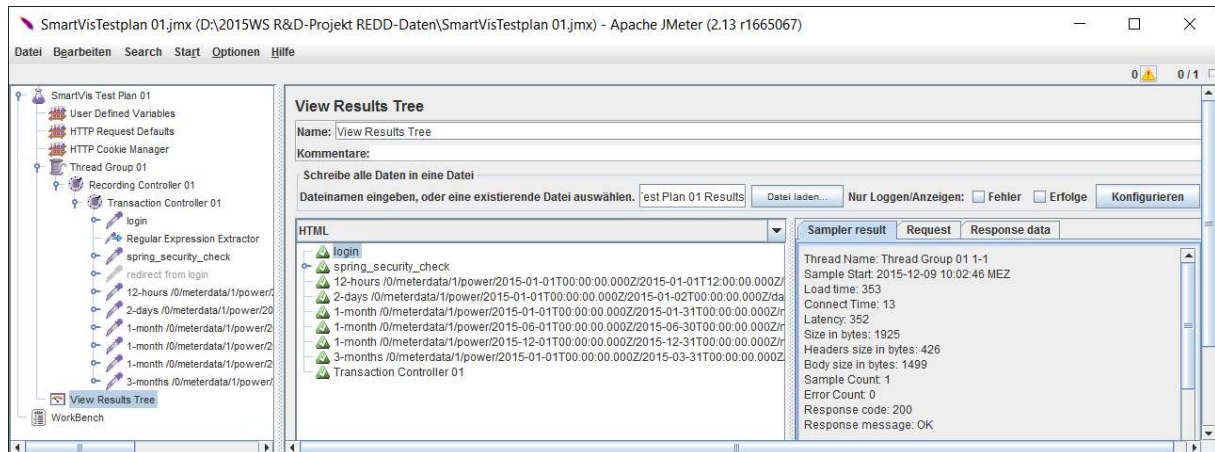 SmartVisTestplan 01.jmx (D:\2015WS R&D-Projekt REDD-Daten\SmartVisTestplan 01.jmx) - Apache JMeter (2.13 r1665067)
Datei Bearbeiten Search Start Optionen Hilfe
0 0 / 1
SmartVis Test Plan 01
User Defined Variables
HTTP Request Defaults
HTTP Cookie Manager
Thread Group 01
Recording Controller 01
Transaction Controller 01
login
Regular Expression Extractor
spring_security_check
redirect from login
12-hours /0/meterdata/1/power/
2-days /0/meterdata/1/power/20
1-month /0/meterdata/1/power/2
1-month /0/meterdata/1/power/2
1-month /0/meterdata/1/power/2
3-months /0/meterdata/1/power/
View Results Tree
WorkBench
View Results Tree
Name: View Results Tree
Kommentare:
Schreibe alle Daten in eine Datei
Dateinamen eingeben, oder eine existierende Datei auswählen. Test Plan 01 Results Datei laden... Nur Loggen/Anzeigen: Fehler Erfolge Konfigurieren
HTML
login
spring_security_check
12-hours /0/meterdata/1/power/2015-01-01T00:00:00.000Z/2015-01-01T12:00:00.000Z/
2-days /0/meterdata/1/power/2015-01-01T00:00:00.000Z/2015-01-02T00:00:00.000Z/da
1-month /0/meterdata/1/power/2015-01-01T00:00:00.000Z/2015-01-31T00:00:00.000Z/
1-month /0/meterdata/1/power/2015-06-01T00:00:00.000Z/2015-06-30T00:00:00.000Z/
1-month /0/meterdata/1/power/2015-12-01T00:00:00.000Z/2015-12-31T00:00:00.000Z/
3-months /0/meterdata/1/power/2015-01-01T00:00:00.000Z/2015-03-31T00:00:00.000Z
Transaction Controller 01
Sampler result Request Response data
Thread Name: Thread Group 01 1-1
Sample Start: 2015-12-09 10:02:46 MEZ
Load time: 353
Connect Time: 13
Latency: 352
Size in bytes: 1925
Headers size in bytes: 426
Body size in bytes: 1499
Sample Count: 1
Error Count: 0
Response code: 200
Response message: OK